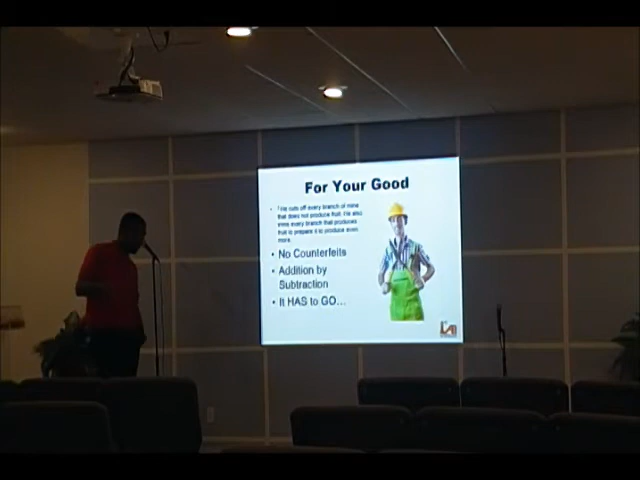 For Your Good
• "He cuts off every branch of mine
that does not produce fruit. He also
trims every branch that produces
fruit to prepare it to produce even
more.
• No Counterfeits
• Addition by
Subtraction
• It HAS to GO…